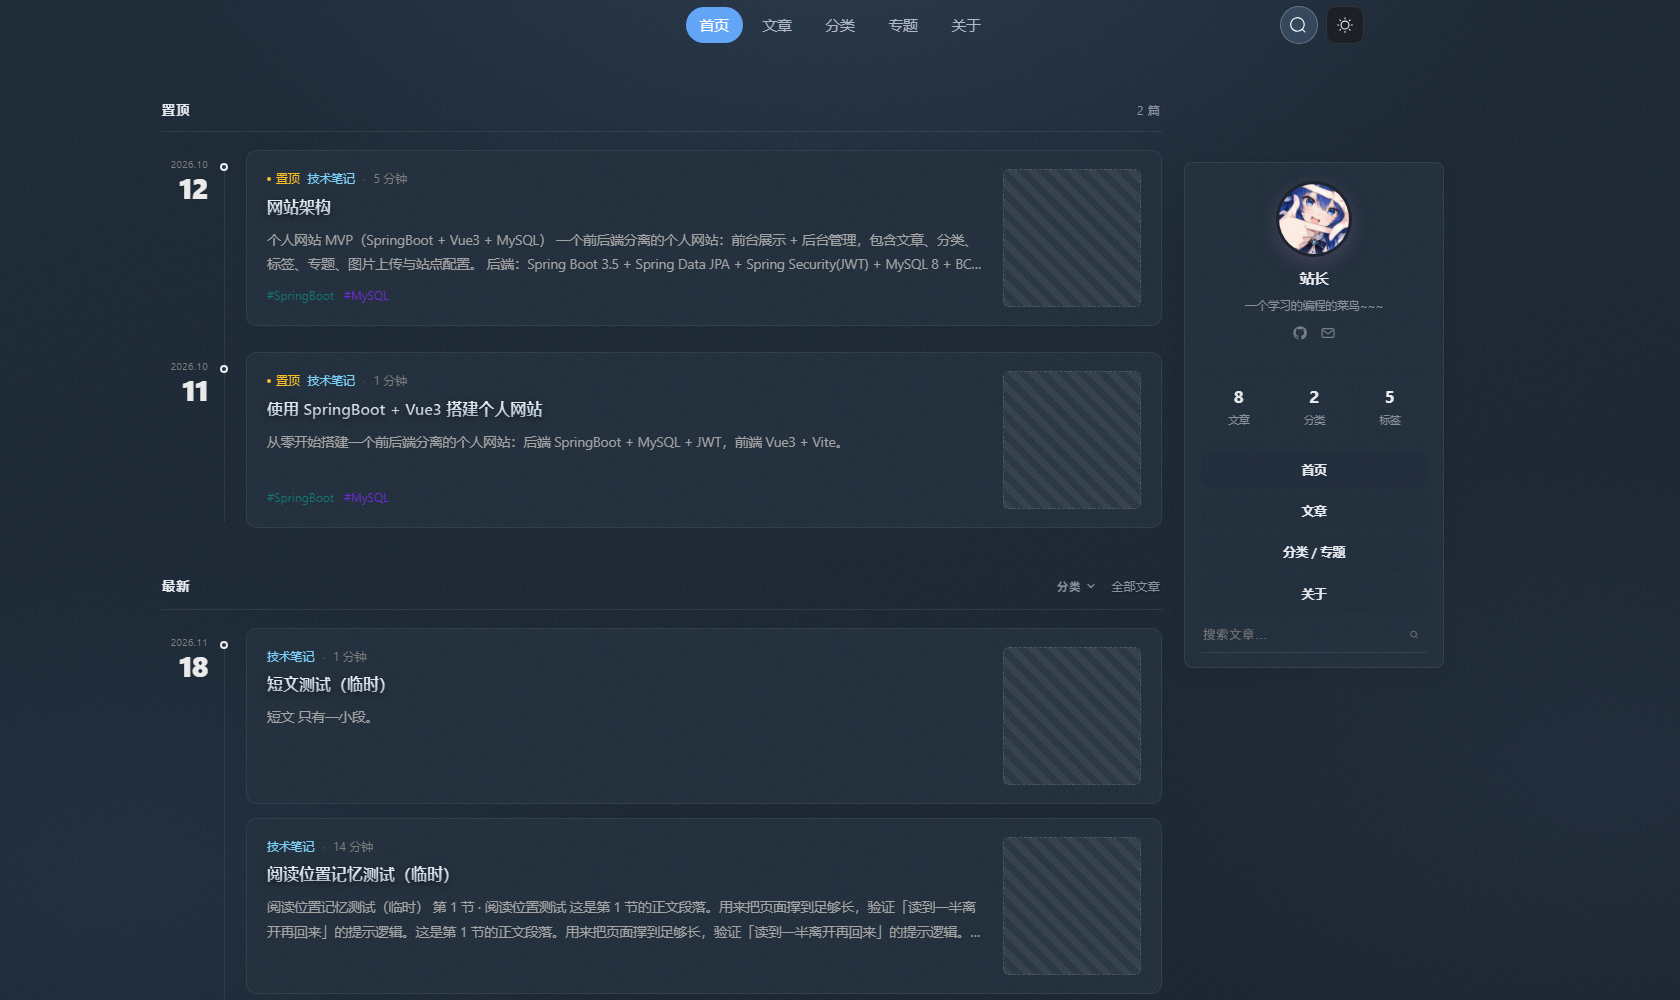 首页 文章 分类 专题 关于
置顶 2 篇
2026.10
12
置顶 技术笔记 · 5 分钟
网站架构
个人网站 MVP（SpringBoot + Vue3 + MySQL） 一个前后端分离的个人网站：前台展示 + 后台管理，包含文章、分类、
标签、专题、图片上传与站点配置。 后端：Spring Boot 3.5 + Spring Data JPA + Spring Security(JWT) + MySQL 8 + BC...
#SpringBoot #MySQL
2026.10
11
置顶 技术笔记 · 1 分钟
使用 SpringBoot + Vue3 搭建个人网站
从零开始搭建一个前后端分离的个人网站：后端 SpringBoot + MySQL + JWT，前端 Vue3 + Vite。
#SpringBoot #MySQL
最新 分类 全部文章
2026.11
18
技术笔记 · 1 分钟
短文测试（临时）
短文 只有一小段。
技术笔记 · 14 分钟
阅读位置记忆测试（临时）
阅读位置记忆测试（临时） 第 1 节 · 阅读位置测试 这是第 1 节的正文段落。用来把页面撑到足够长，验证「读到一半离
开再回来」的提示逻辑。这是第 1 节的正文段落。用来把页面撑到足够长，验证「读到一半离开再回来」的提示逻辑。...
站长
一个学习的编程的菜鸟~~~
8 2 5
文章 分类 标签
首页
文章
分类 / 专题
关于
搜索文章...